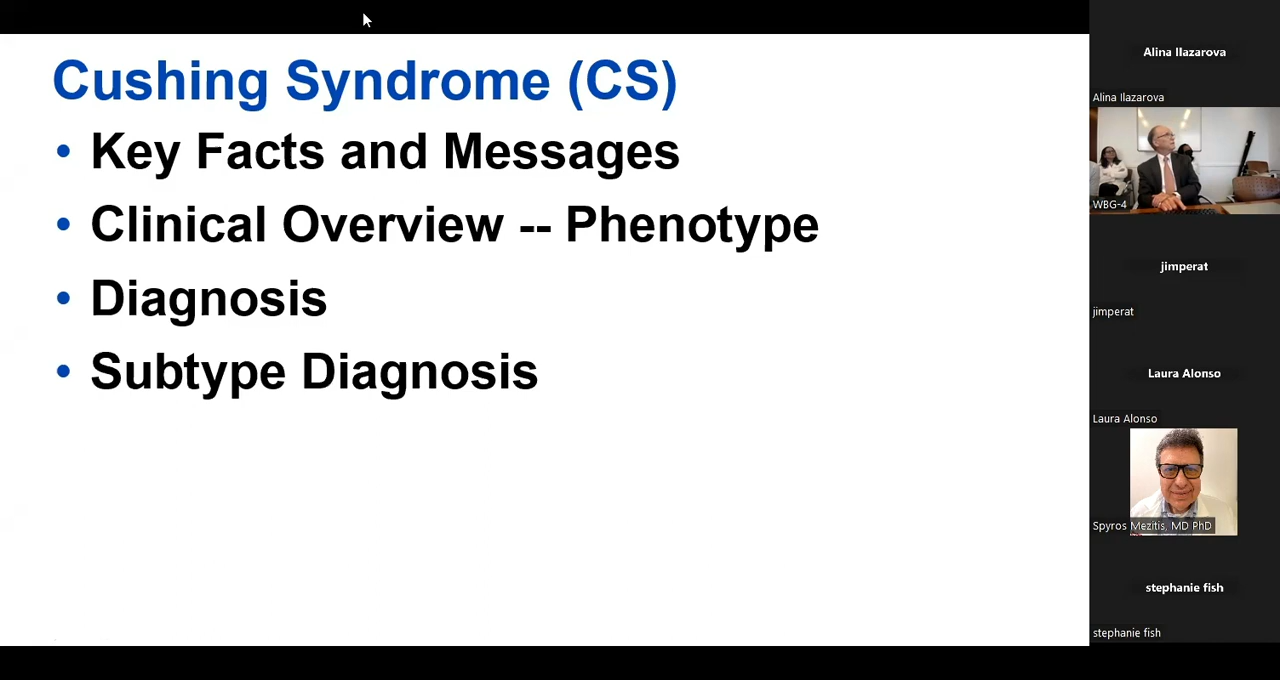 Cushing Syndrome (CS)
• Key Facts and Messages
• Clinical Overview -- Phenotype
• Diagnosis
• Subtype Diagnosis
Alina Ilazarova
Alina Ilazarova
WBG-4
jimperat
jimperat
Laura Alonso
Laura Alonso
Spyros Mezitis, MD PhD
stephanie fish
stephanie fish